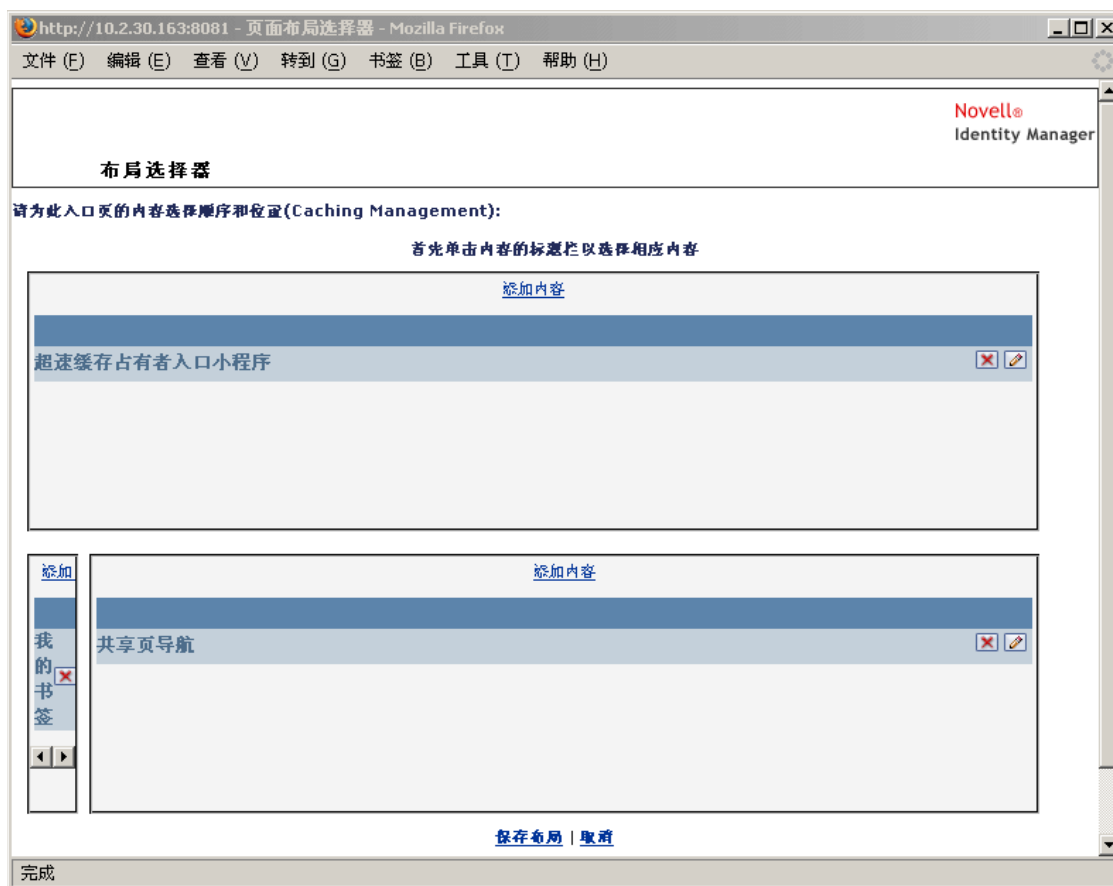 http://10.2.30.163:8081 - 页面布局选择器 - Mozilla Firefox
文件 (F) 编辑 (E) 查看 (V) 转到 (G) 书签 (B) 工具 (T) 帮助 (H)
Novell®
Identity Manager
布局选择器
请为此入口页的内容选择顺序和位置(Caching Management):
首先单击内容的标题栏以选择相应内容
添加内容
超速缓存占有者入口小程序
添加
我
的
书
签
添加内容
共享页导航
保存布局 | 取消
完成